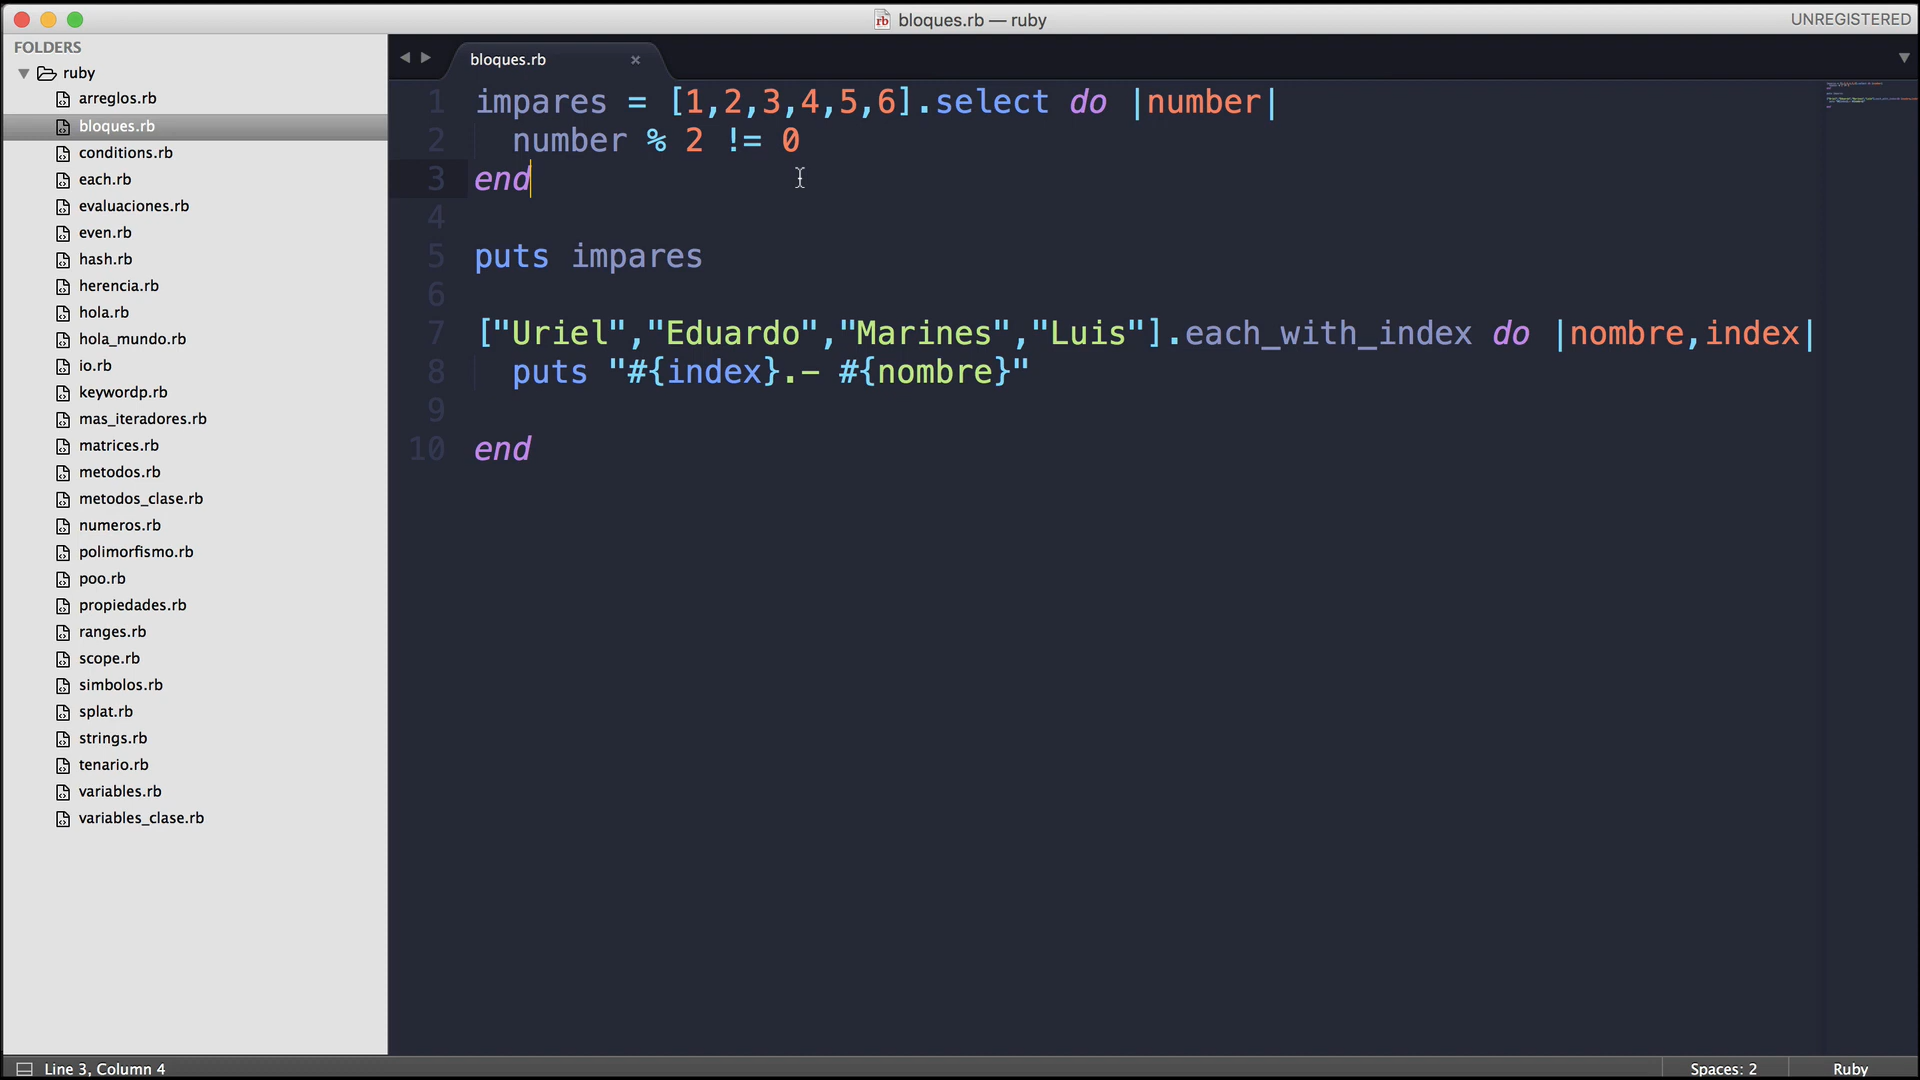 bloques.rb — ruby
UNREGISTERED
FOLDERS
ruby
arreglos.rb
bloques.rb
conditions.rb
each.rb
evaluaciones.rb
even.rb
hash.rb
herencia.rb
hola.rb
hola_mundo.rb
io.rb
keywordp.rb
mas_iteradores.rb
matrices.rb
metodos.rb
metodos_clase.rb
numeros.rb
polimorfismo.rb
poo.rb
propiedades.rb
ranges.rb
scope.rb
simbolos.rb
splat.rb
strings.rb
tenario.rb
variables.rb
variables_clase.rb
bloques.rb
1 impares = [1,2,3,4,5,6].select do |number|
2 number % 2 != 0
3 end
4
5 puts impares
6
7 ["Uriel","Eduardo","Marines","Luis"].each_with_index do |nombre,index|
8 puts "#{index}.- #{nombre}"
9
10 end
Line 3, Column 4
Spaces: 2
Ruby